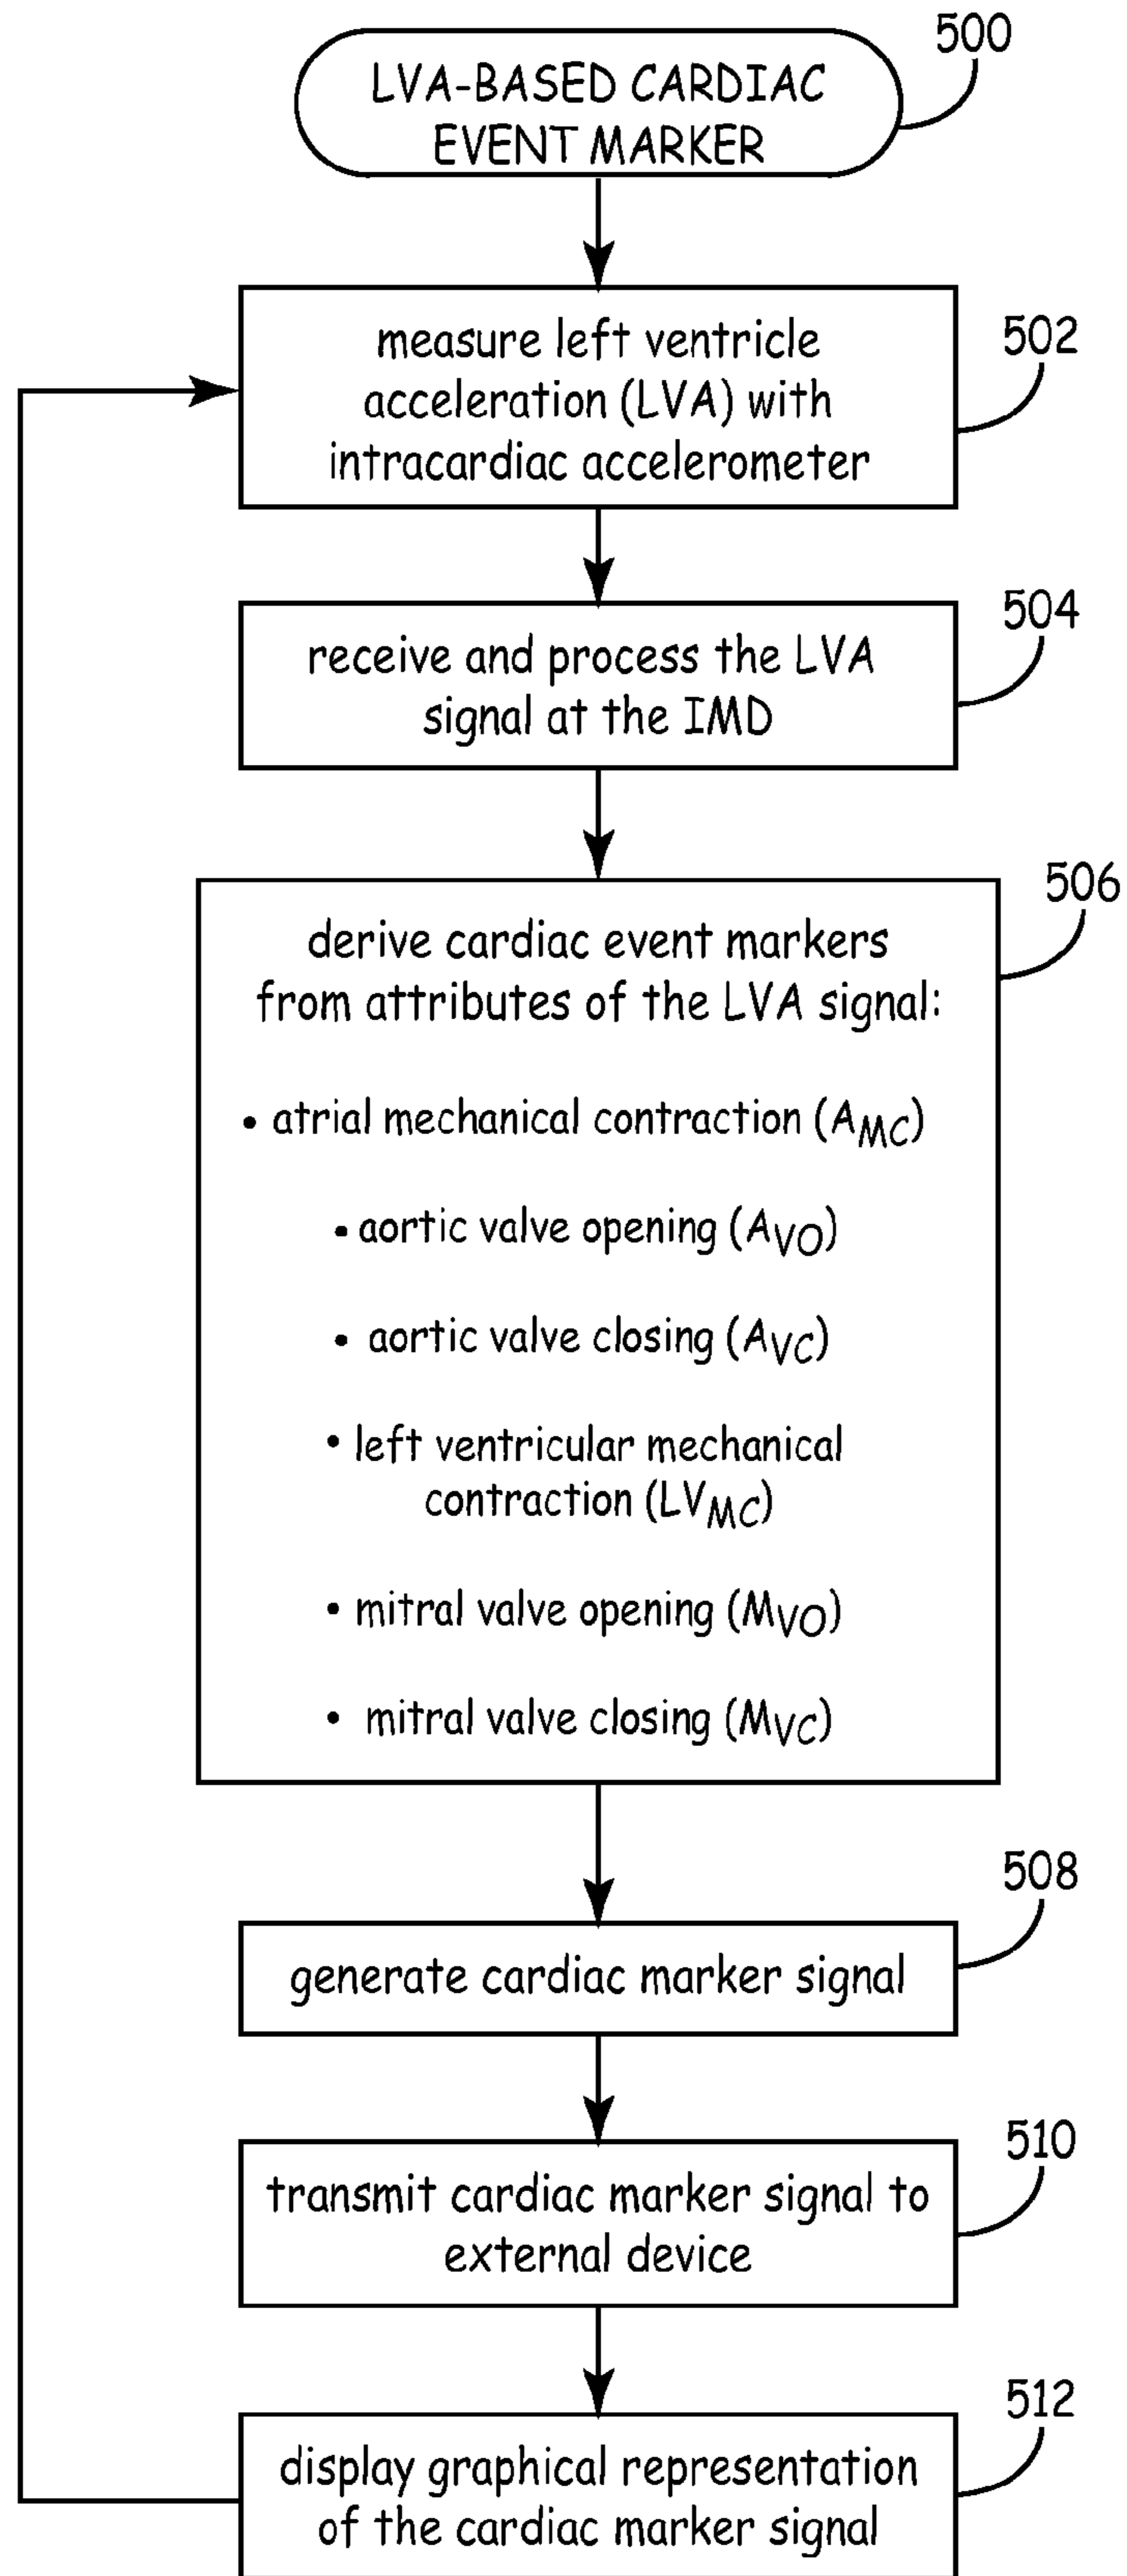 500
LVA-BASED CARDIAC
EVENT MARKER
502
measure left ventricle
acceleration (LVA) with
intracardiac accelerometer
504
receive and process the LVA
signal at the IMD
506
derive cardiac event markers
from attributes of the LVA signal:
• atrial mechanical contraction (AMC)
• aortic valve opening (AVO)
• aortic valve closing (AVC)
• left ventricular mechanical
contraction (LVMC)
• mitral valve opening (MVO)
• mitral valve closing (MVC)
508
generate cardiac marker signal
510
transmit cardiac marker signal to
external device
512
display graphical representation
of the cardiac marker signal